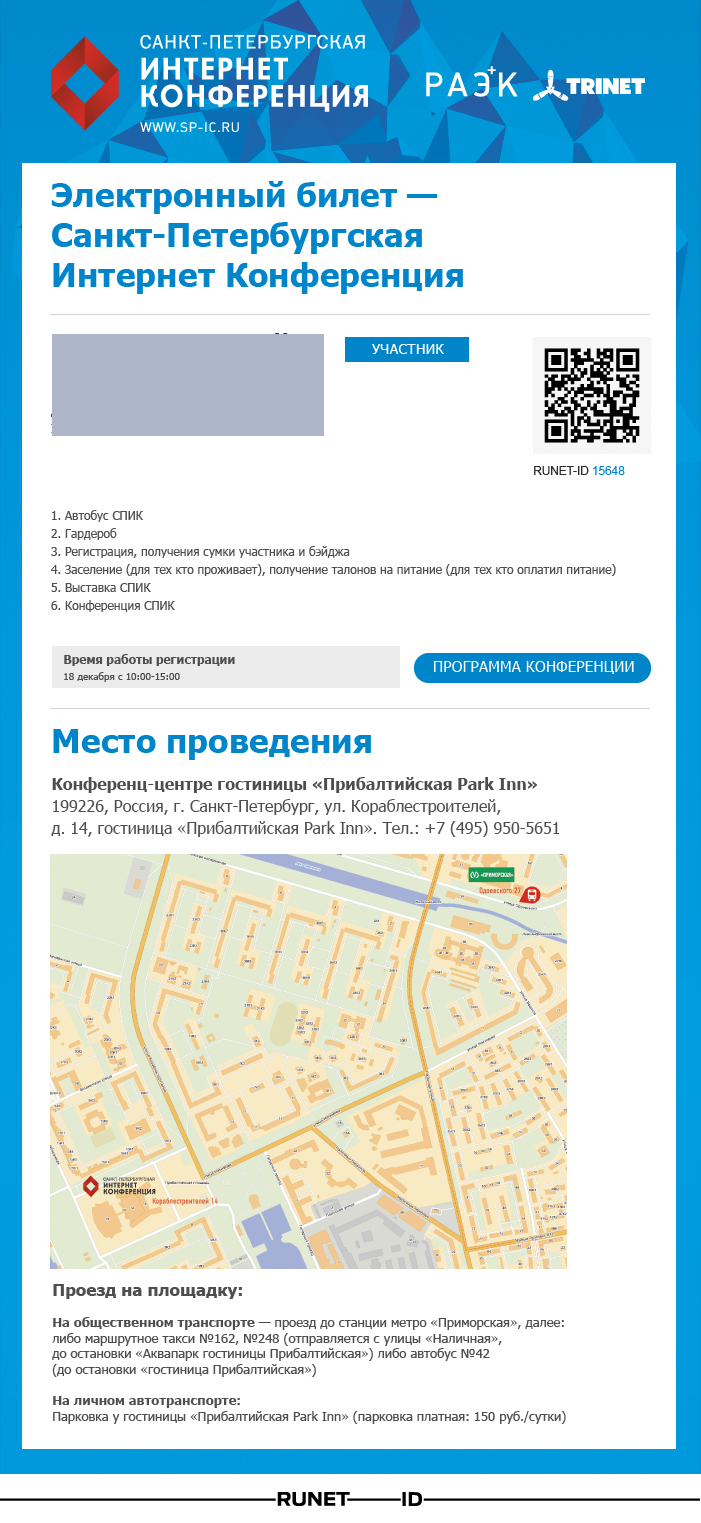 САНКТ-ПЕТЕРБУРГСКАЯ
ИНТЕРНЕТ
КОНФЕРЕНЦИЯ
WWW.SP-IC.RU
РАЭК
TRINET
Электронный билет —
Санкт-Петербургская
Интернет Конференция
УЧАСТНИК
RUNET-ID 15648
1. Автобус СПИК
2. Гардероб
3. Регистрация, получения сумки участника и бэйджа
4. Заселение (для тех кто проживает), получение талонов на питание (для тех кто оплатил питание)
5. Выставка СПИК
6. Конференция СПИК
Время работы регистрации
18 декабря с 10:00-15:00
ПРОГРАММА КОНФЕРЕНЦИИ
Место проведения
Конференц-центре гостиницы «Прибалтийская Park Inn»
199226, Россия, г. Санкт-Петербург, ул. Кораблестроителей,
д. 14, гостиница «Прибалтийская Park Inn». Тел.: +7 (495) 950-5651
«ПРИМОРСКАЯ»
Одоевского 27
САНКТ-ПЕТЕРБУРГСКАЯ
ИНТЕРНЕТ
КОНФЕРЕНЦИЯ
Кораблестроителей 14
Проезд на площадку:
На общественном транспорте — проезд до станции метро «Приморская», далее:
либо маршрутное такси №162, №248 (отправляется с улицы «Наличная»,
до остановки «Аквапарк гостиницы Прибалтийская») либо автобус №42
(до остановки «гостиница Прибалтийская»)
На личном автотранспорте:
Парковка у гостиницы «Прибалтийская Park Inn» (парковка платная: 150 руб./сутки)
RUNET ID